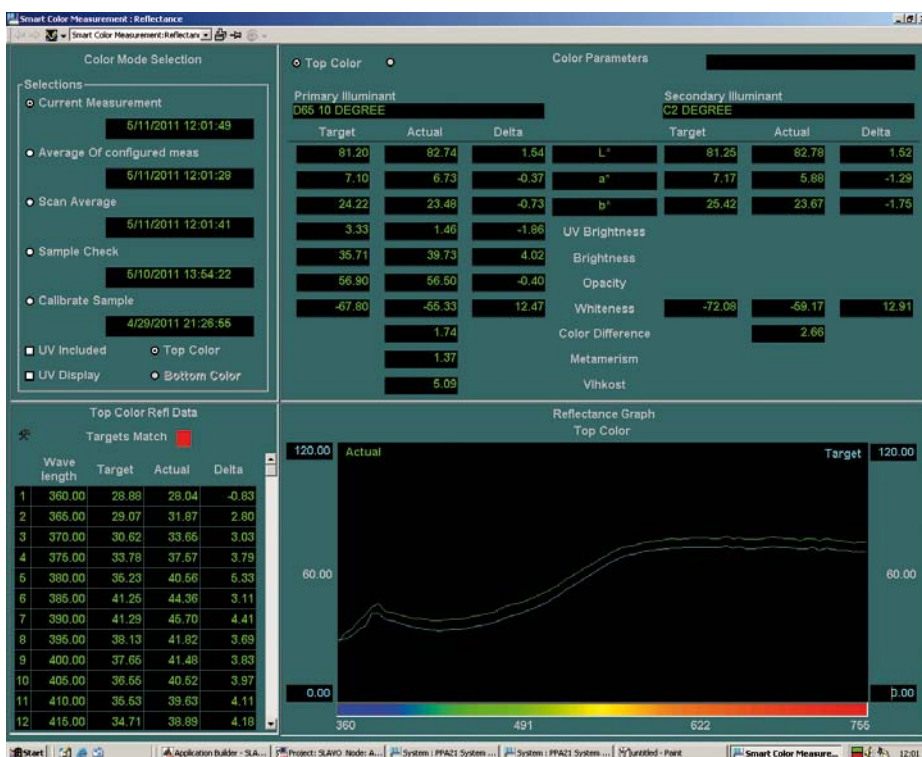 Smart Color Measurement : Reflectance
Smart Color Measurement:Reflectan
Color Mode Selection
Selections
Current Measurement
5/11/2011 12:01:49
Average Of configured meas
5/11/2011 12:01:28
Scan Average
5/11/2011 12:01:41
Sample Check
5/10/2011 13:54:22
Calibrate Sample
4/29/2011 21:26:55
UV Included Top Color
UV Display Bottom Color
Top Color Color Parameters
Primary Illuminant Secondary Illuminant
D65 10 DEGREE C2 DEGREE
Target Actual Delta Target Actual Delta
81.20 82.74 1.54 L* 81.25 82.78 1.52
7.10 6.73 -0.37 a* 7.17 5.88 -1.29
24.22 23.48 -0.73 b* 25.42 23.67 -1.75
3.33 1.46 -1.86 UV Brightness
35.71 39.73 4.02 Brightness
56.90 56.50 -0.40 Opacity
-67.80 -55.33 12.47 Whiteness -72.08 -59.17 12.91
1.74 Color Difference 2.66
1.37 Metamerism
5.09 Vlhkost
Top Color Refl Data
Targets Match
Wave length Target Actual Delta
1 360.00 28.88 28.04 -0.83
2 365.00 29.07 31.87 2.80
3 370.00 30.62 33.65 3.03
4 375.00 33.78 37.57 3.79
5 380.00 35.23 40.56 5.33
6 385.00 41.25 44.36 3.11
7 390.00 41.29 45.70 4.41
8 395.00 38.13 41.82 3.69
9 400.00 37.65 41.48 3.83
10 405.00 36.55 40.52 3.97
11 410.00 35.53 39.63 4.11
12 415.00 34.71 38.89 4.18
Reflectance Graph
Top Color
120.00 Actual Target 120.00
60.00 60.00
0.00 0.00
360 491 622 756
Start Application Builder - SLA... Project: SLAVO Node: A... System : PPA21 System ... System : PPA21 System ... untitled - Paint Smart Color Measure... 12:01